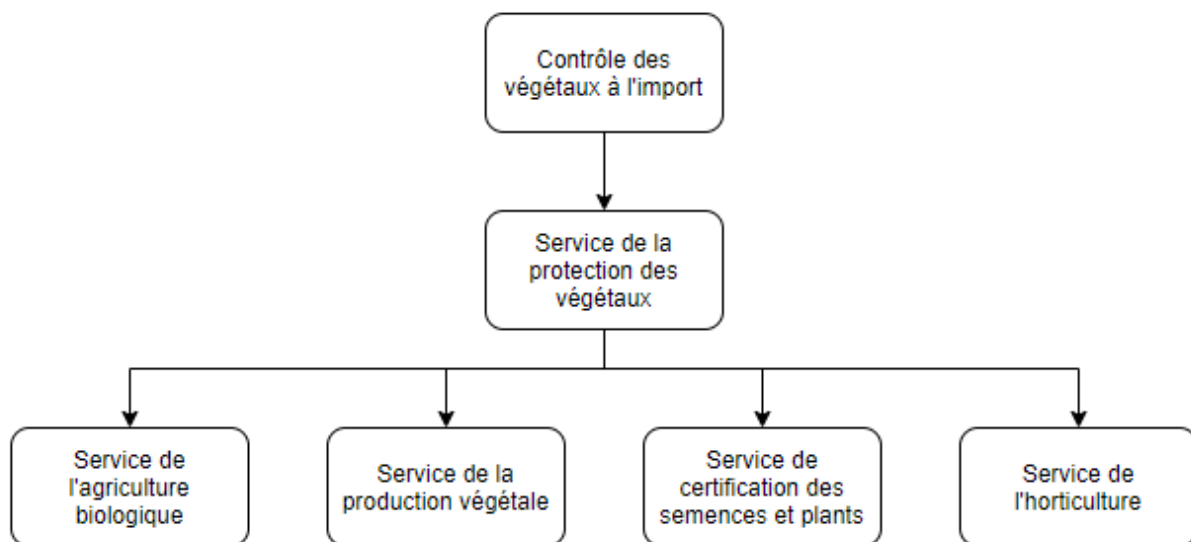 Contrôle des
végétaux à l'import
Service de la
protection des
végétaux
Service de
l'agriculture
biologique
Service de la
production végétale
Service de
certification des
semences et plants
Service de
l'horticulture